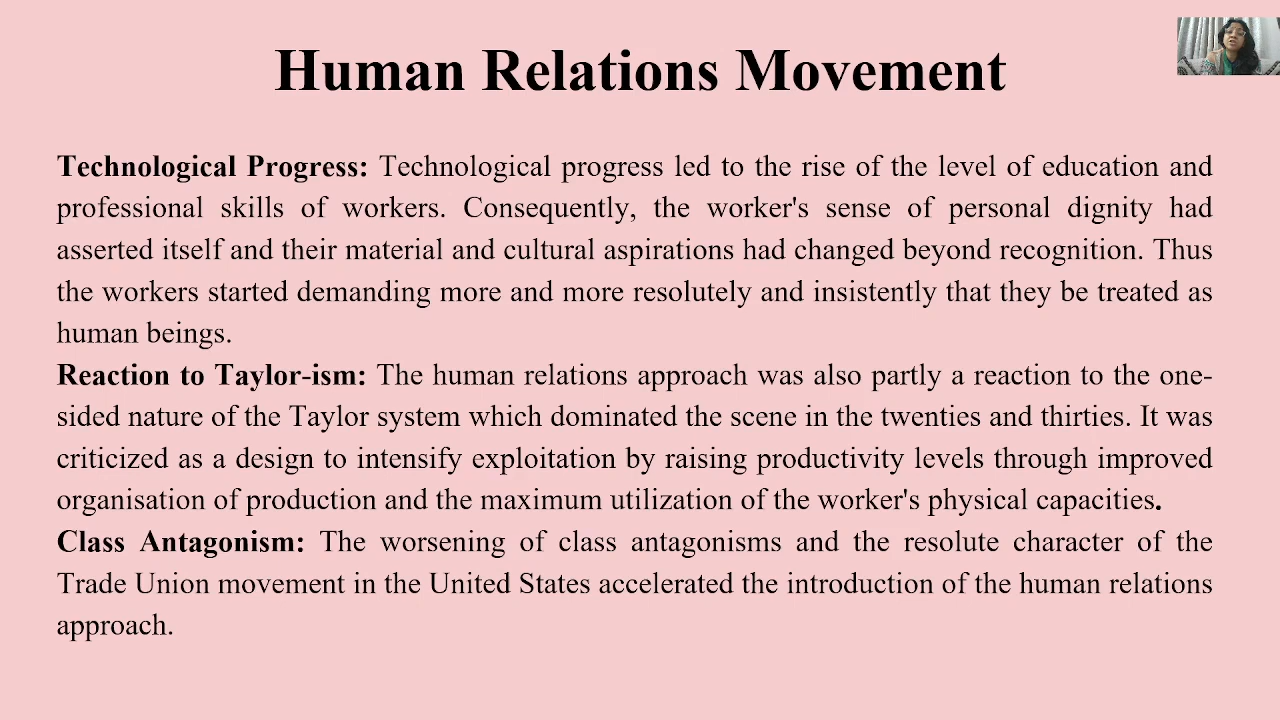 Human Relations Movement
Technological Progress: Technological progress led to the rise of the level of education and
professional skills of workers. Consequently, the worker's sense of personal dignity had
asserted itself and their material and cultural aspirations had changed beyond recognition. Thus
the workers started demanding more and more resolutely and insistently that they be treated as
human beings.
Reaction to Taylor-ism: The human relations approach was also partly a reaction to the one-
sided nature of the Taylor system which dominated the scene in the twenties and thirties. It was
criticized as a design to intensify exploitation by raising productivity levels through improved
organisation of production and the maximum utilization of the worker's physical capacities.
Class Antagonism: The worsening of class antagonisms and the resolute character of the
Trade Union movement in the United States accelerated the introduction of the human relations
approach.